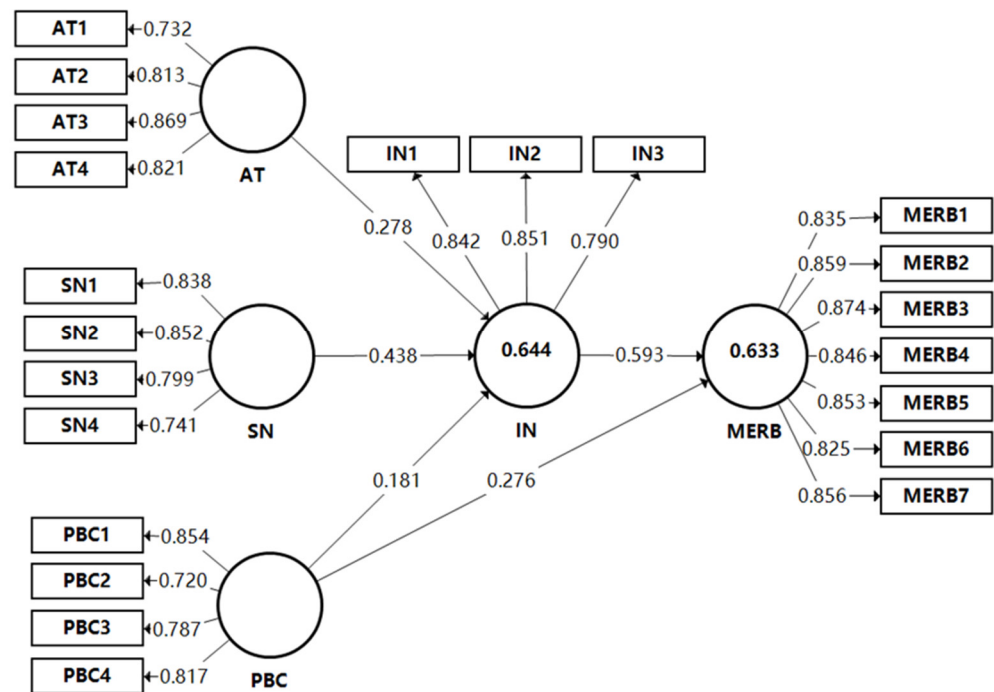 AT1
0.732
AT2
0.813
AT3
0.869
AT4
0.821
AT
IN1
IN2
IN3
0.278
0.842
0.851
0.790
SN1
0.838
SN2
0.852
SN3
0.799
SN4
0.741
SN
0.438
0.644
IN
0.593
0.633
MERB
0.835
MERB1
0.859
MERB2
0.874
MERB3
0.846
MERB4
0.853
MERB5
0.825
MERB6
0.856
MERB7
0.181
0.276
PBC1
0.854
PBC2
0.720
PBC3
0.787
PBC4
0.817
PBC